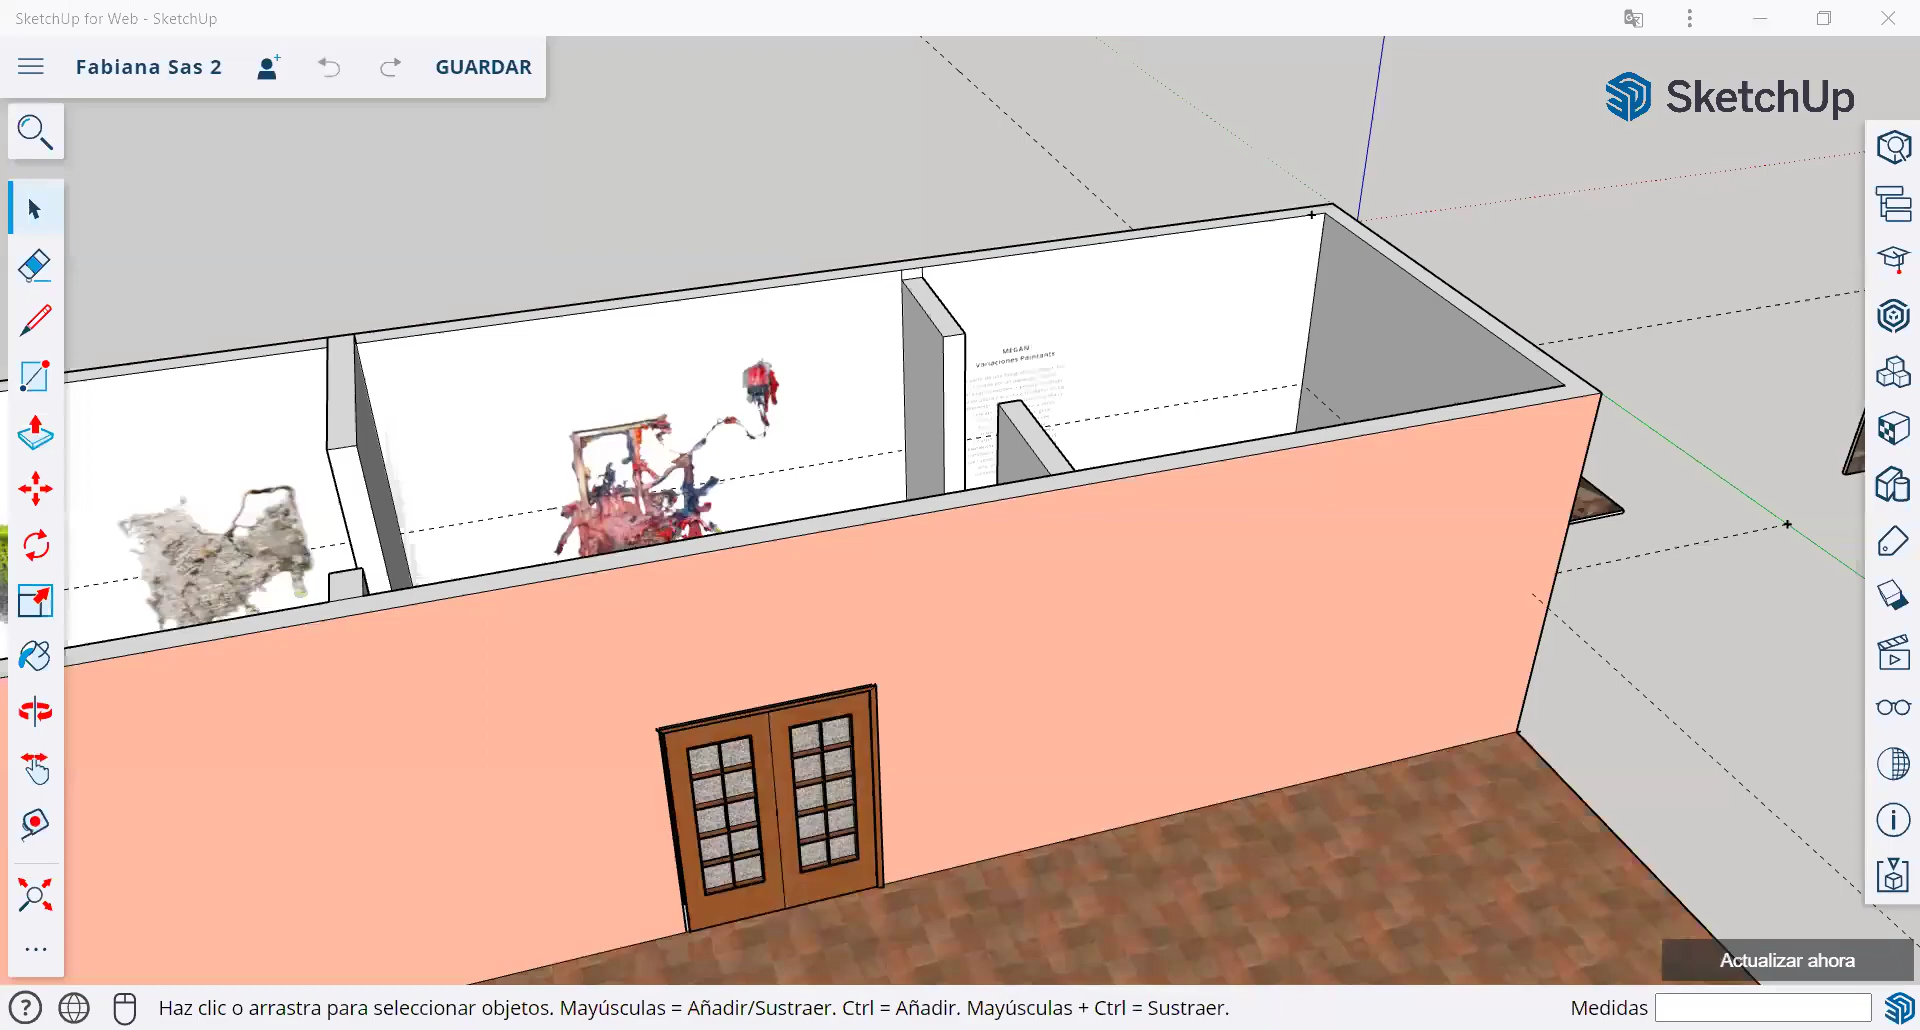 SketchUp for Web - SketchUp
Fabiana Sas 2
GUARDAR
SketchUp
MEGAN
Variaciones Paintants
Actualizar ahora
Haz clic o arrastra para seleccionar objetos. Mayúsculas = Añadir/Sustraer. Ctrl = Añadir. Mayúsculas + Ctrl = Sustraer.
Medidas